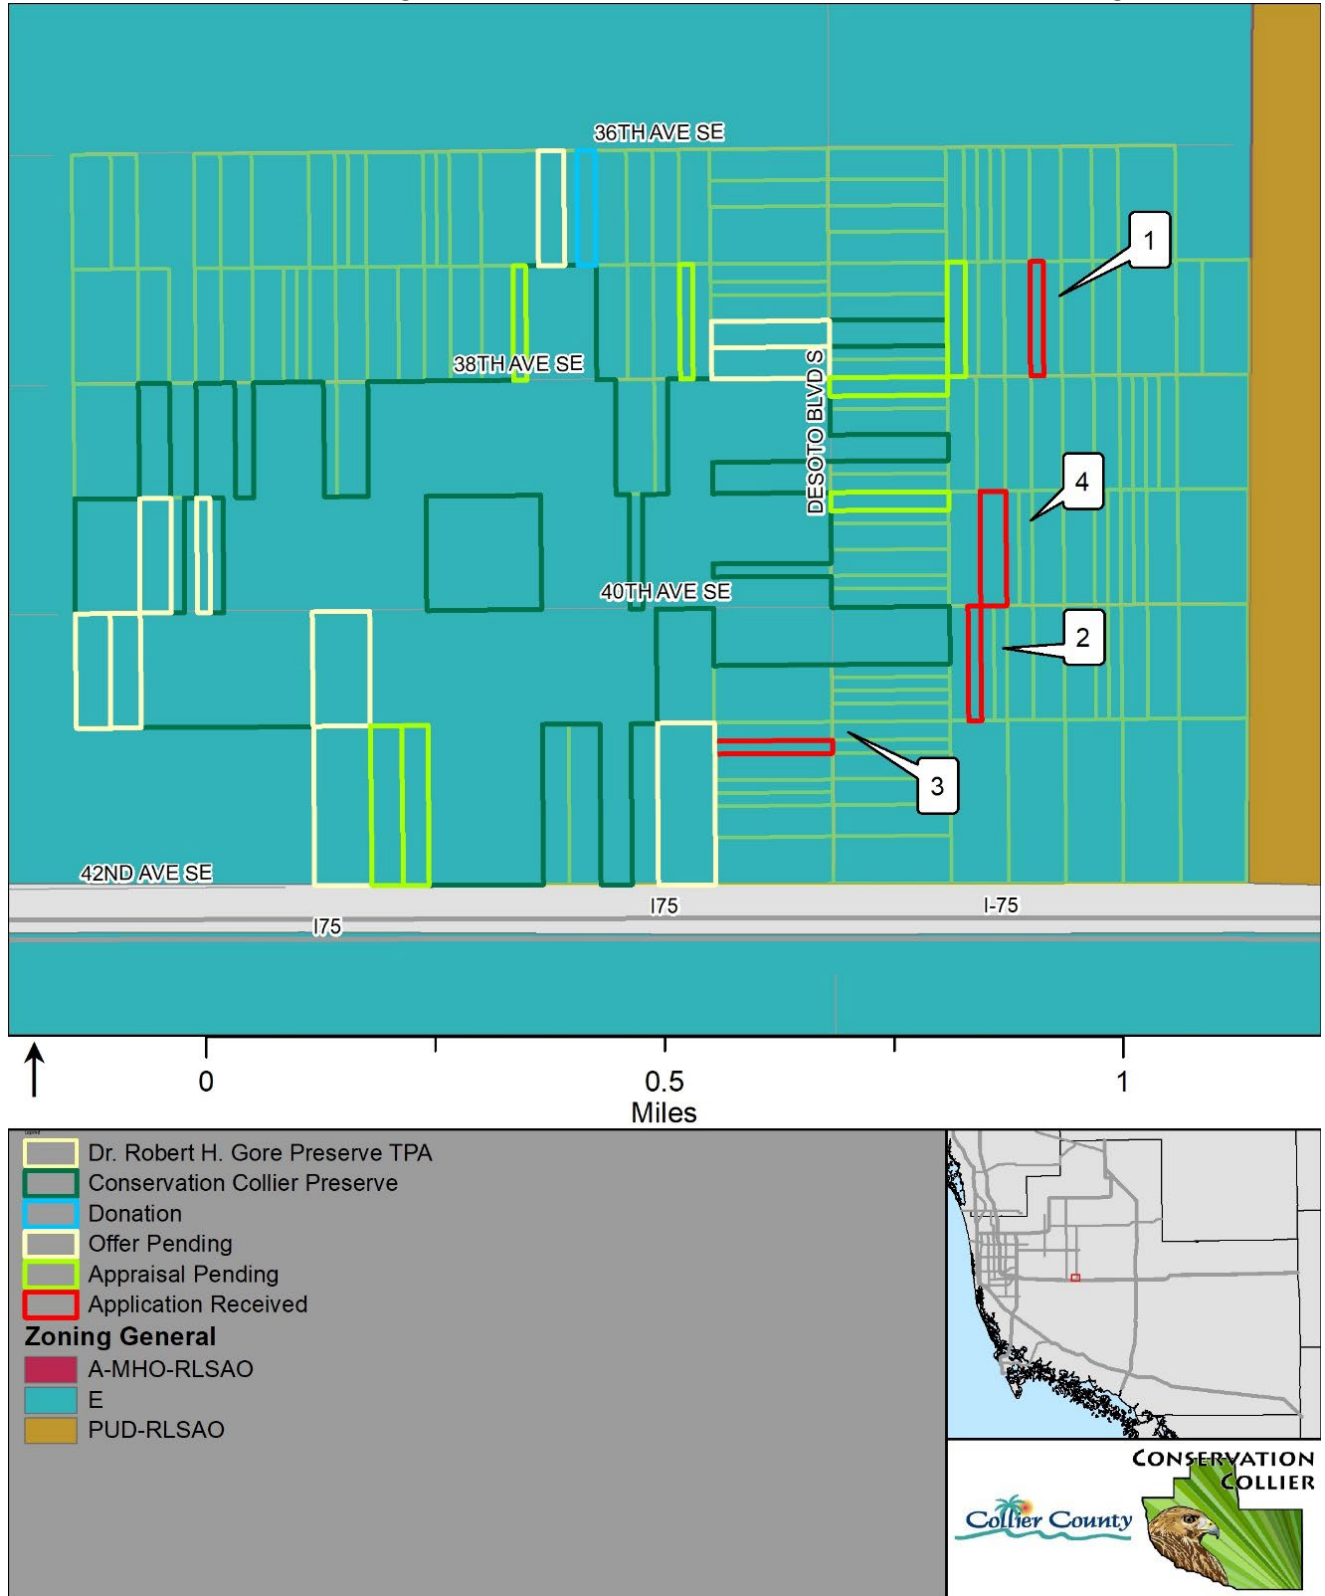 36TH AVE SE
1
38TH AVE SE
DESOTO BLVD S
4
40TH AVE SE
2
3
42ND AVE SE
I75
I75
I-75
0
0.5
1
Miles
Dr. Robert H. Gore Preserve TPA
Conservation Collier Preserve
Donation
Offer Pending
Appraisal Pending
Application Received
Zoning General
A-MHO-RLSAO
E
PUD-RLSAO
CONSERVATION
COLLIER
Collier County